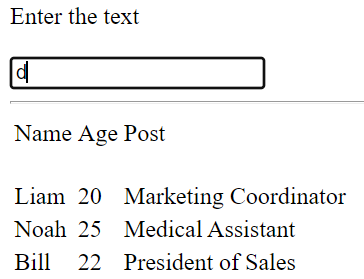 Enter the text
d
Name Age Post
Liam 20 Marketing Coordinator
Noah 25 Medical Assistant
Bill 22 President of Sales